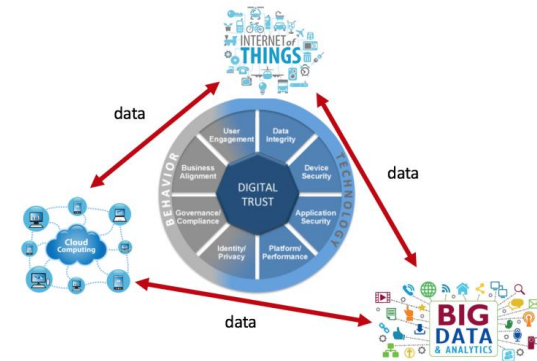 INTERNET of
THINGS
data
data
User
Engagement
Data
Integrity
BEHAVIOR
TECHNOLOGY
Business
Alignment
Device
Security
DIGITAL
TRUST
Governance/
Compliance
Application
Security
Identity/
Privacy
Platform/
Performance
Cloud
Computing
data
BIG
DATA
& ANALYTICS